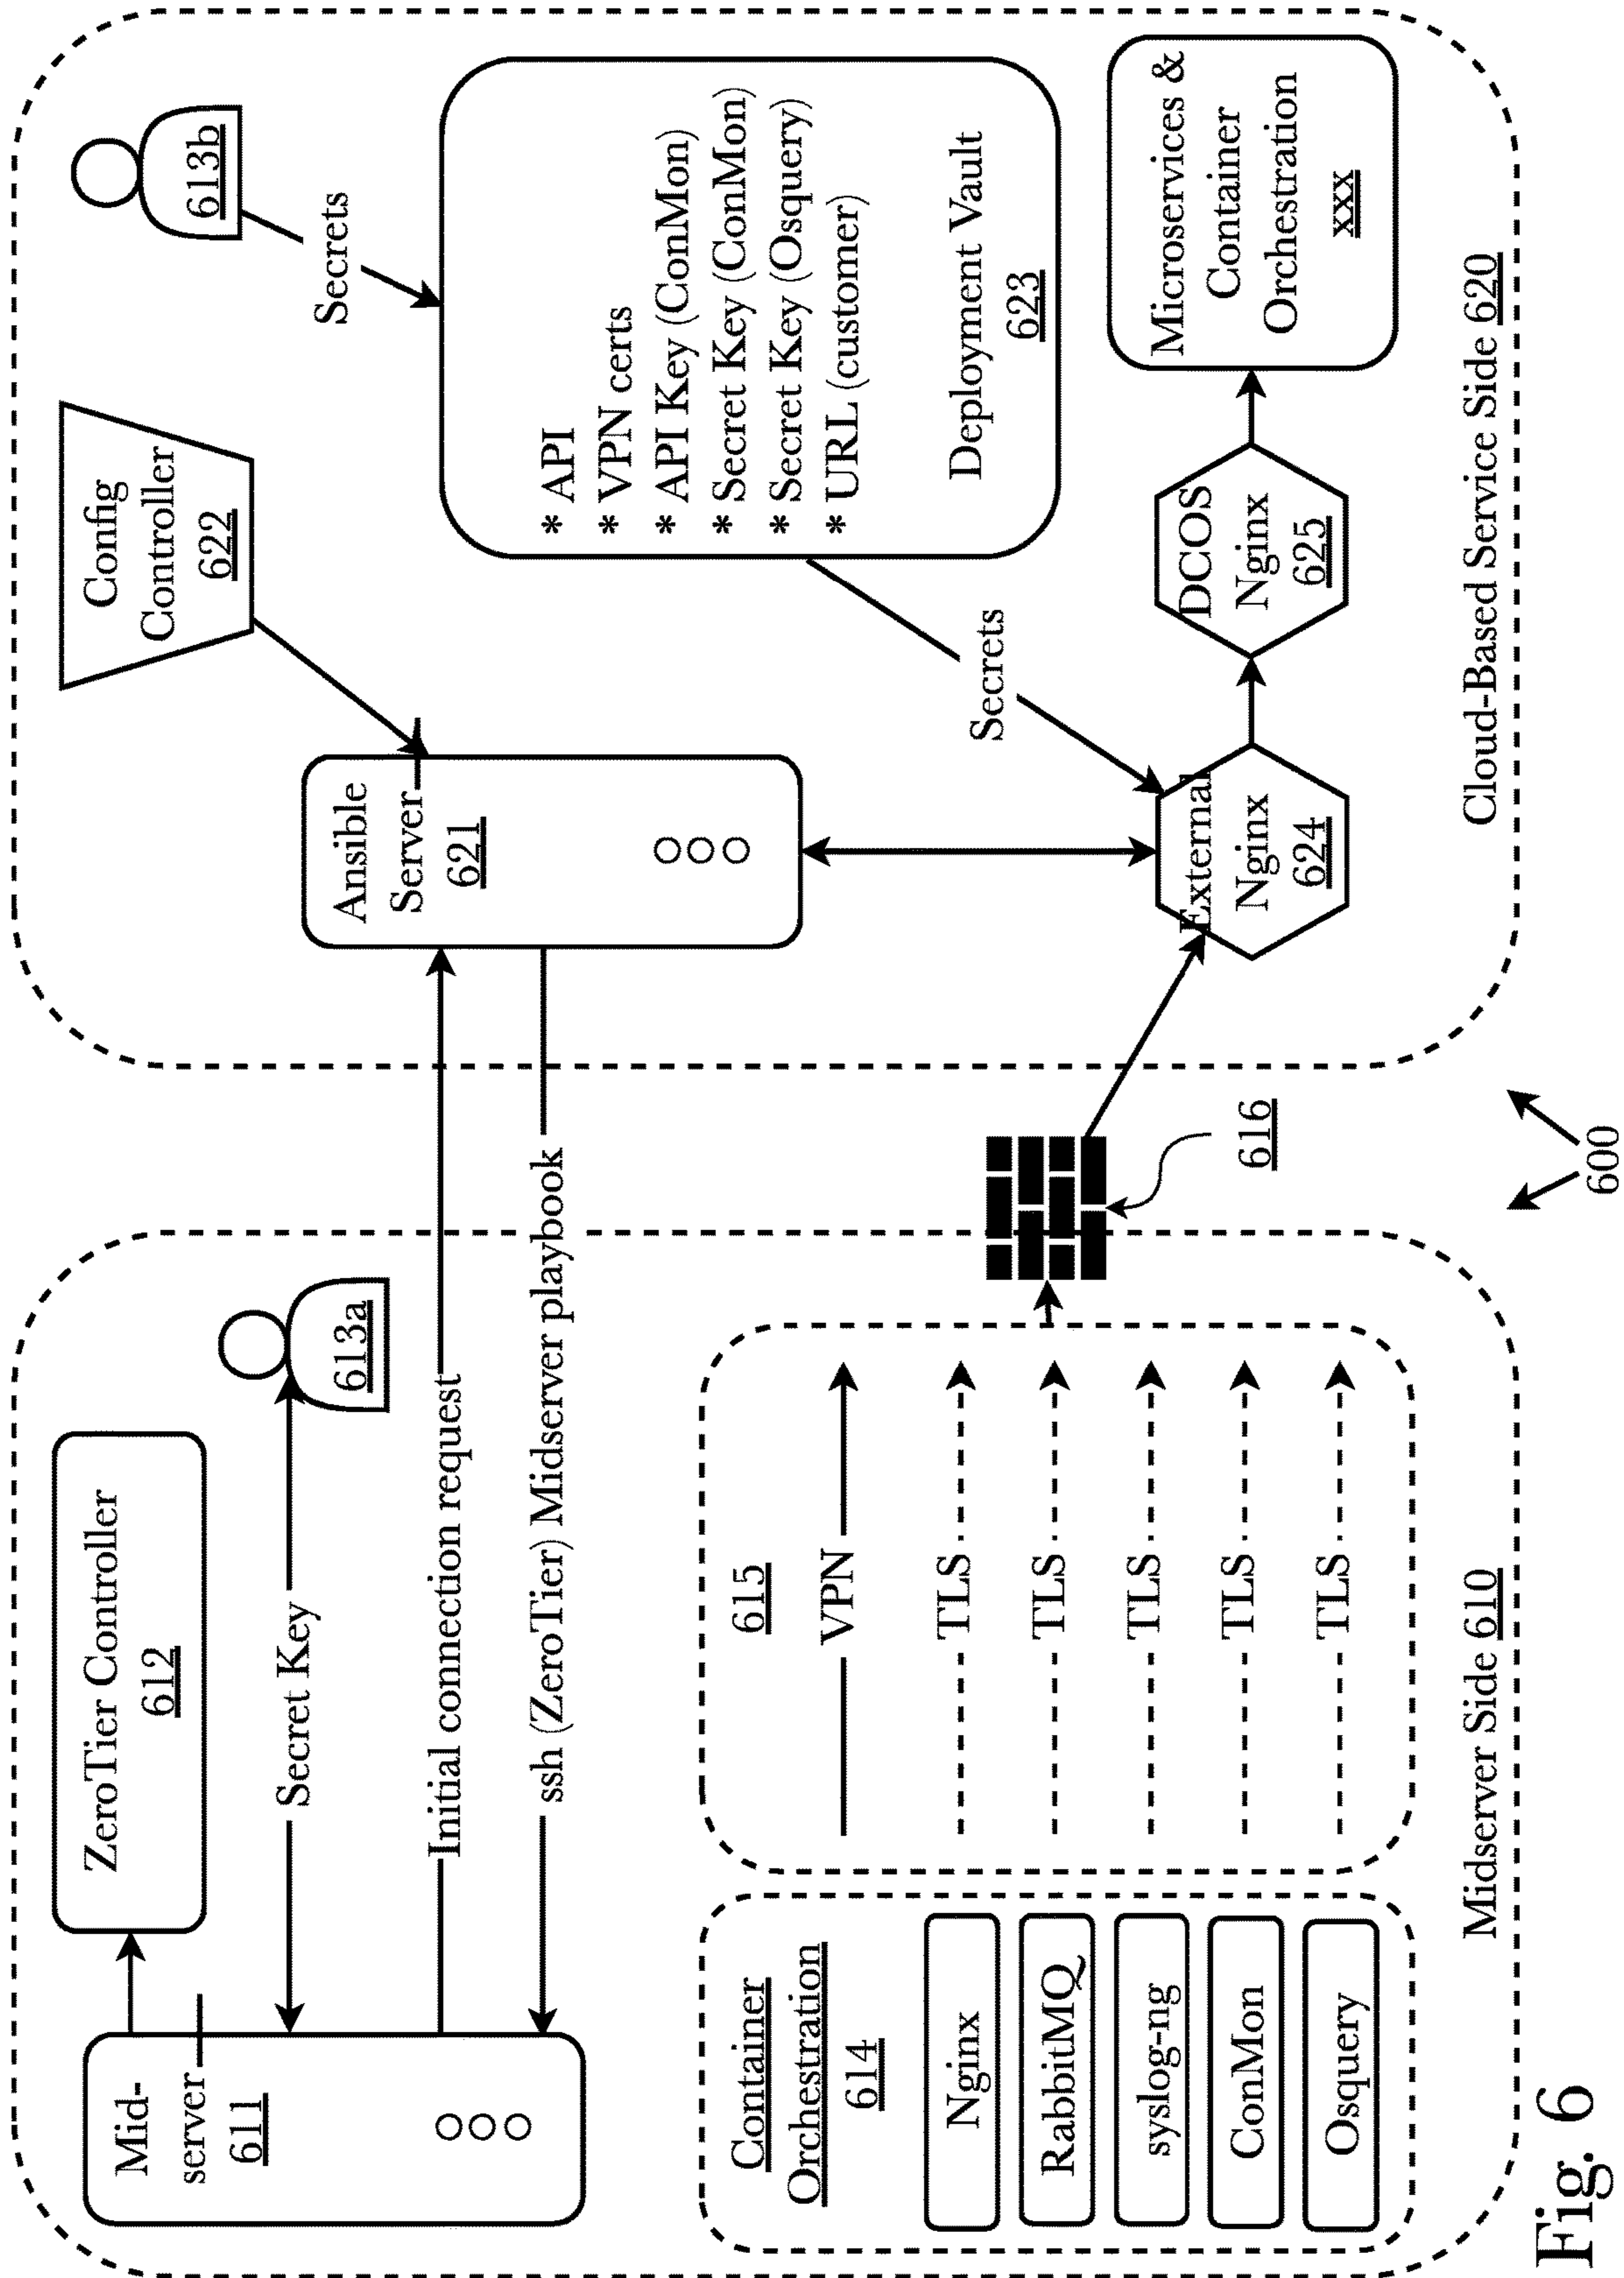 Mid-
server
611
ZeroTier Controller
612
Secret Key
613a
Initial connection request
ssh (ZeroTier) Midserver playbook
Container
Orchestration
614
Nginx
RabbitMQ
syslog-ng
ConMon
Osquery
615
VPN
TLS
TLS
TLS
TLS
TLS
616
Midserver Side 610
600
Ansible
Server
621
Config
Controller
622
613b
Secrets
* API
* VPN certs
* API Key (ConMon)
* Secret Key (ConMon)
* Secret Key (Osquery)
* URL (customer)
Deployment Vault
623
Secrets
External
Nginx
624
DCOS
Nginx
625
Microservices &
Container
Orchestration
xxx
Cloud-Based Service Side 620
Fig. 6